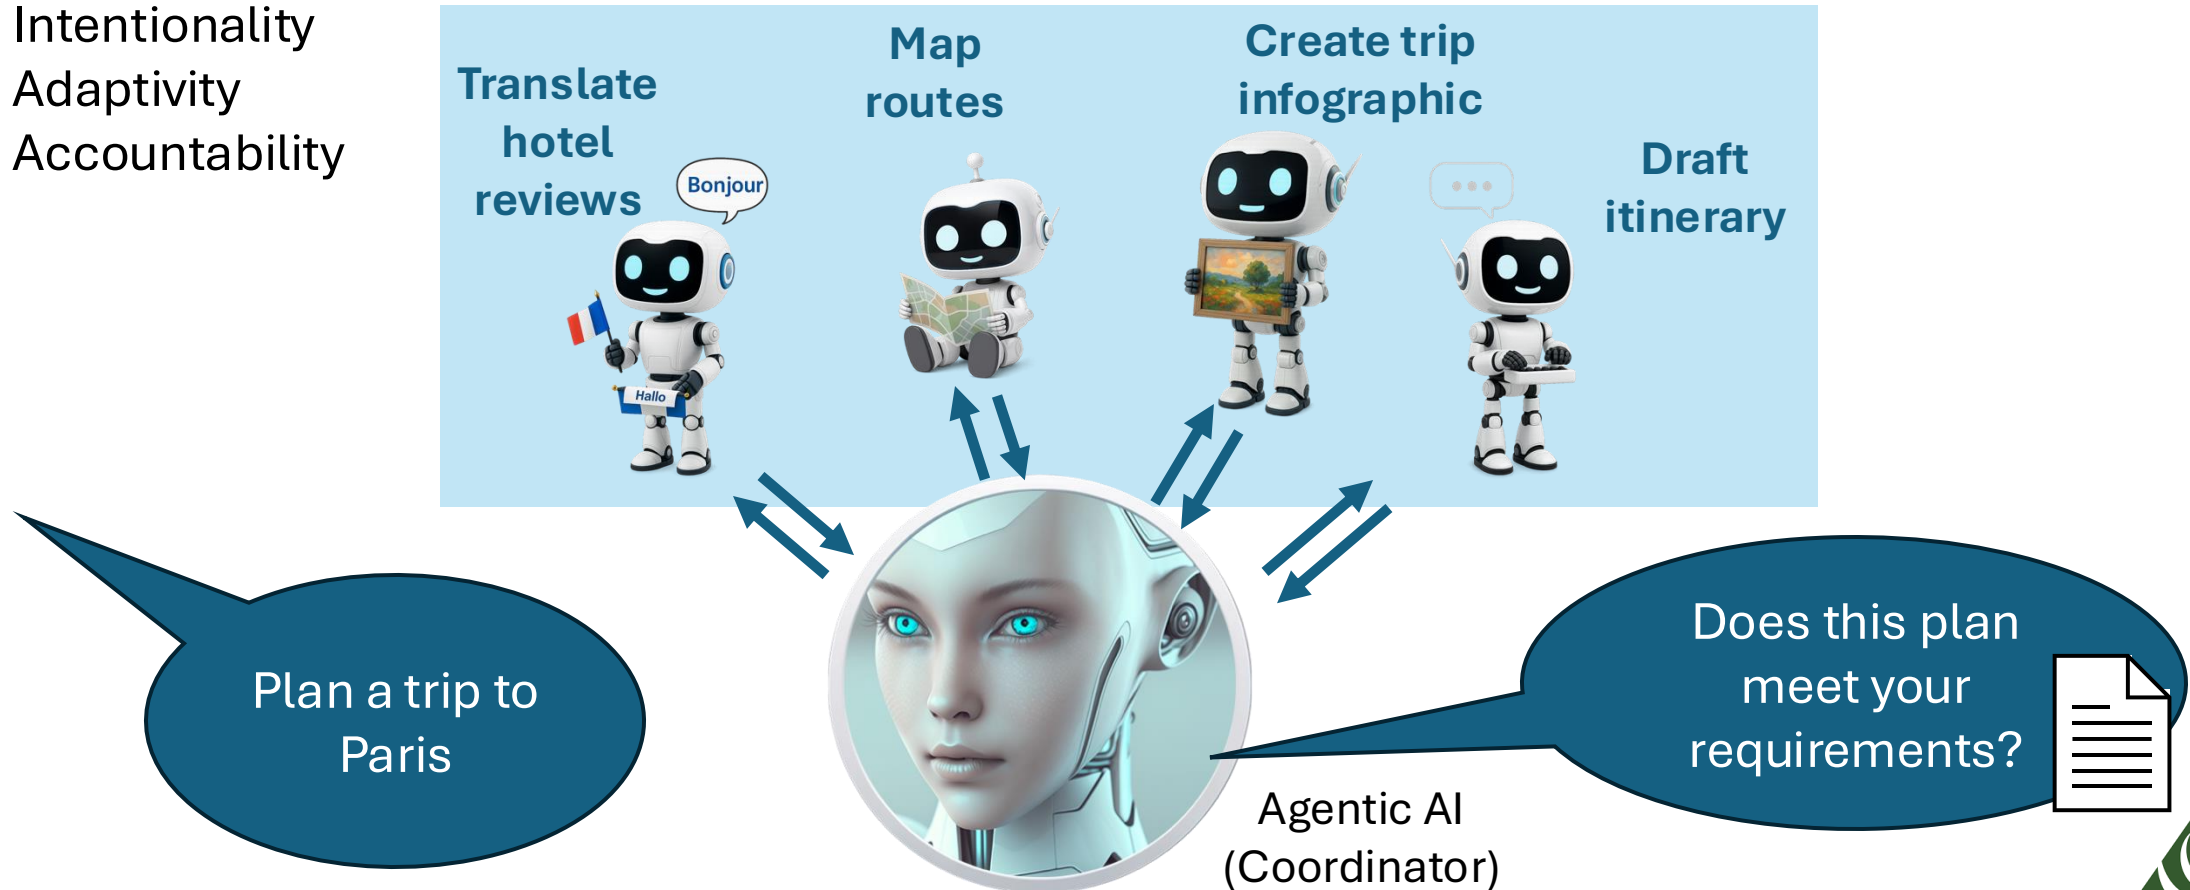 Intentionality
Adaptivity
Accountability
Translate
hotel
reviews
Bonjour
Hallo
Map
routes
Create trip
infographic
Draft
itinerary
Plan a trip to
Paris
Does this plan
meet your
requirements?
Agentic AI
(Coordinator)